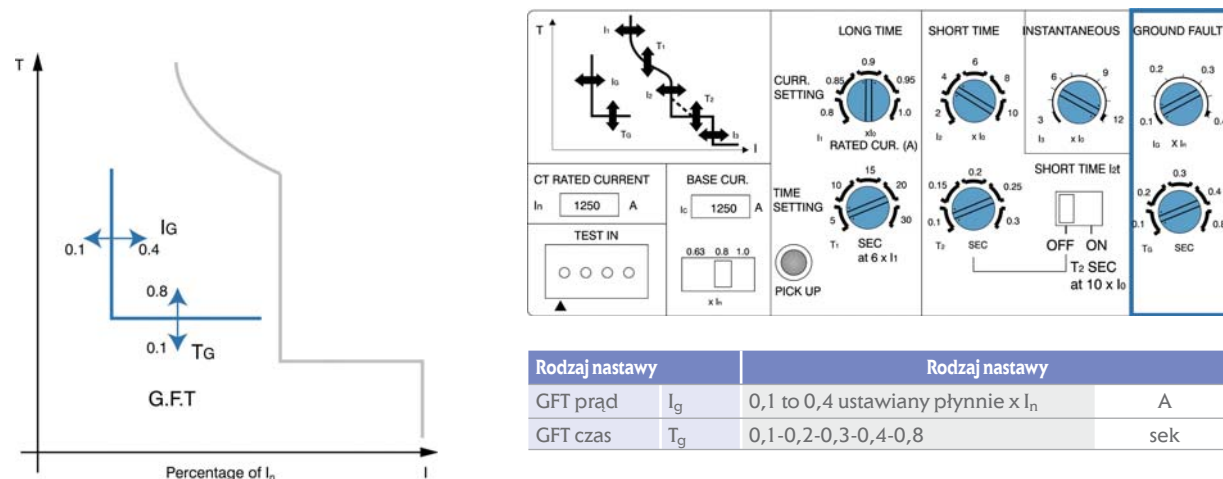 T
IG
0.1
0.4
0.8
0.1
TG
G.F.T
Percentage of In
I
T
I1
T1
IG
I2
T2
TG
I3
I
CT RATED CURRENT
In 1250 A
TEST IN
BASE CUR.
Ic 1250 A
0.63 0.8 1.0
x In
LONG TIME
CURR.
SETTING
0.8 0.85 0.9 0.95 1.0
I1 xI0
RATED CUR. (A)
TIME
SETTING
5 10 15 20 30
T1 SEC
at 6 x I1
PICK UP
SHORT TIME
2 4 6 8 10
I2 x I0
0.1 0.15 0.2 0.25 0.3
T2 SEC
INSTANTANEOUS
3 6 9 12
I3 x I0
SHORT TIME I2t
OFF ON
T2 SEC
at 10 x I0
GROUND FAULT
0.1 0.2 0.3
IG X In
0.1 0.2 0.3 0.4
TG SEC
Rodzaj nastawy Rodzaj nastawy
GFT prąd Ig 0,1 to 0,4 ustawiany płynnie x In A
GFT czas Tg 0,1-0,2-0,3-0,4-0,8 sek